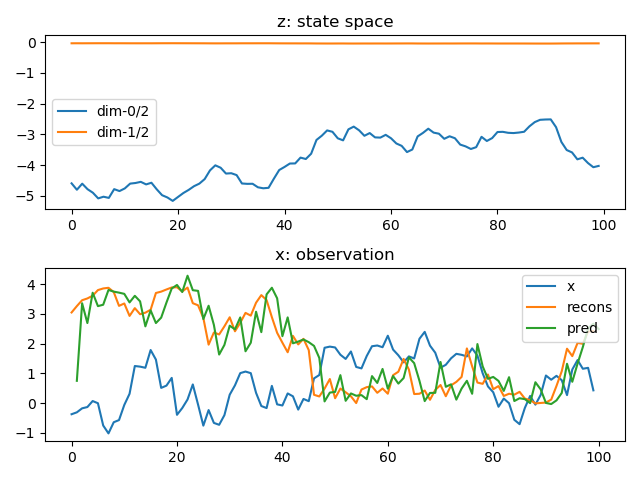 z: state space
0
−1
−2
−3
−4
−5
dim-0/2
dim-1/2
0 20 40 60 80 100
x: observation
4
3
2
1
0
−1
x
recons
pred
0 20 40 60 80 100